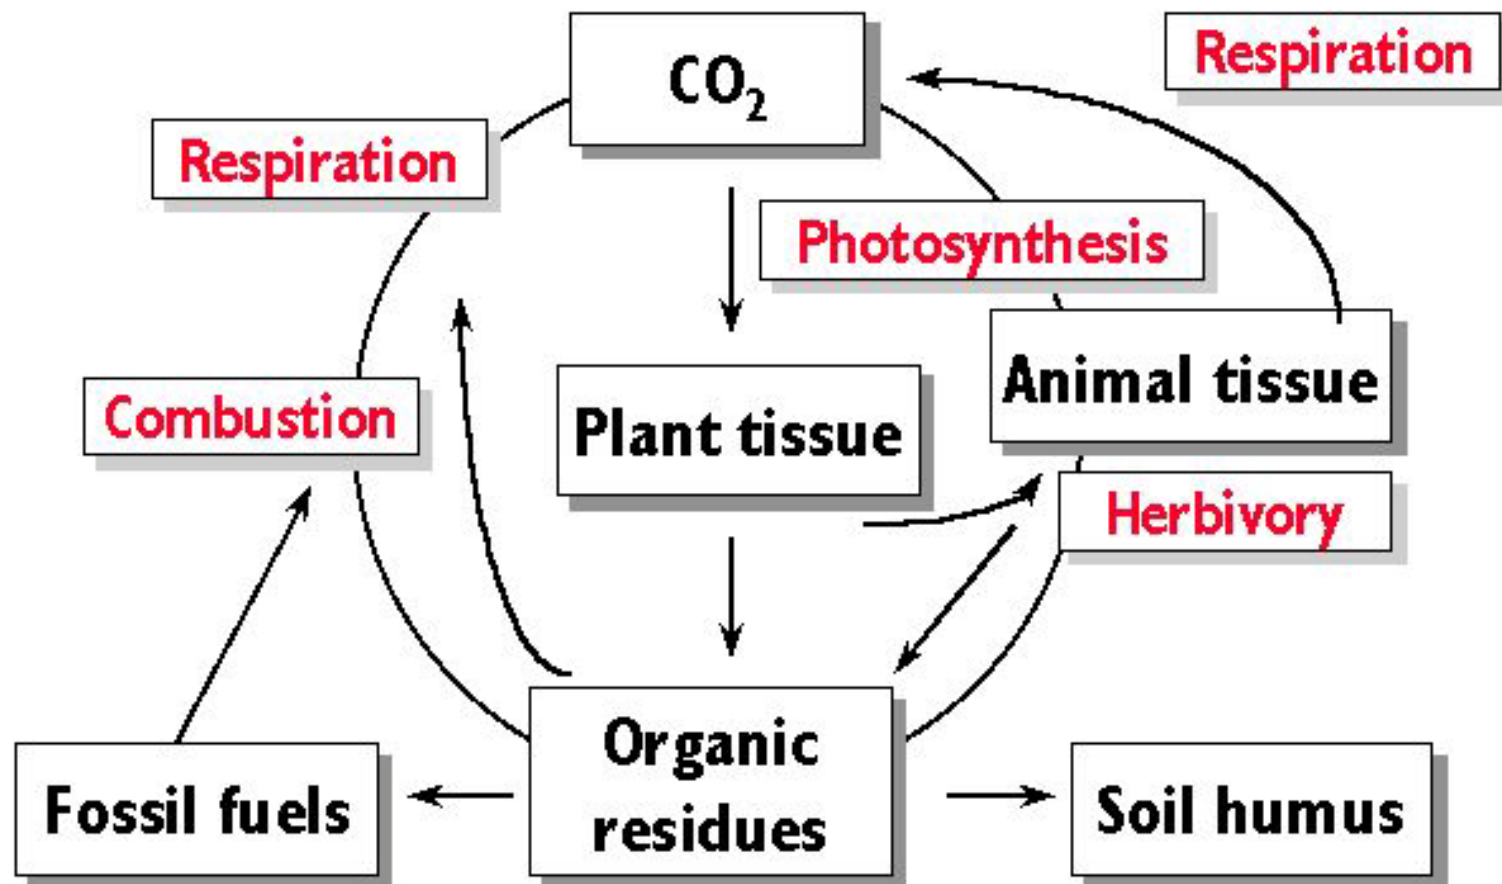 CO₂
Respiration
Respiration
Photosynthesis
Animal tissue
Combustion
Plant tissue
Herbivory
Organic
residues
Fossil fuels
Soil humus